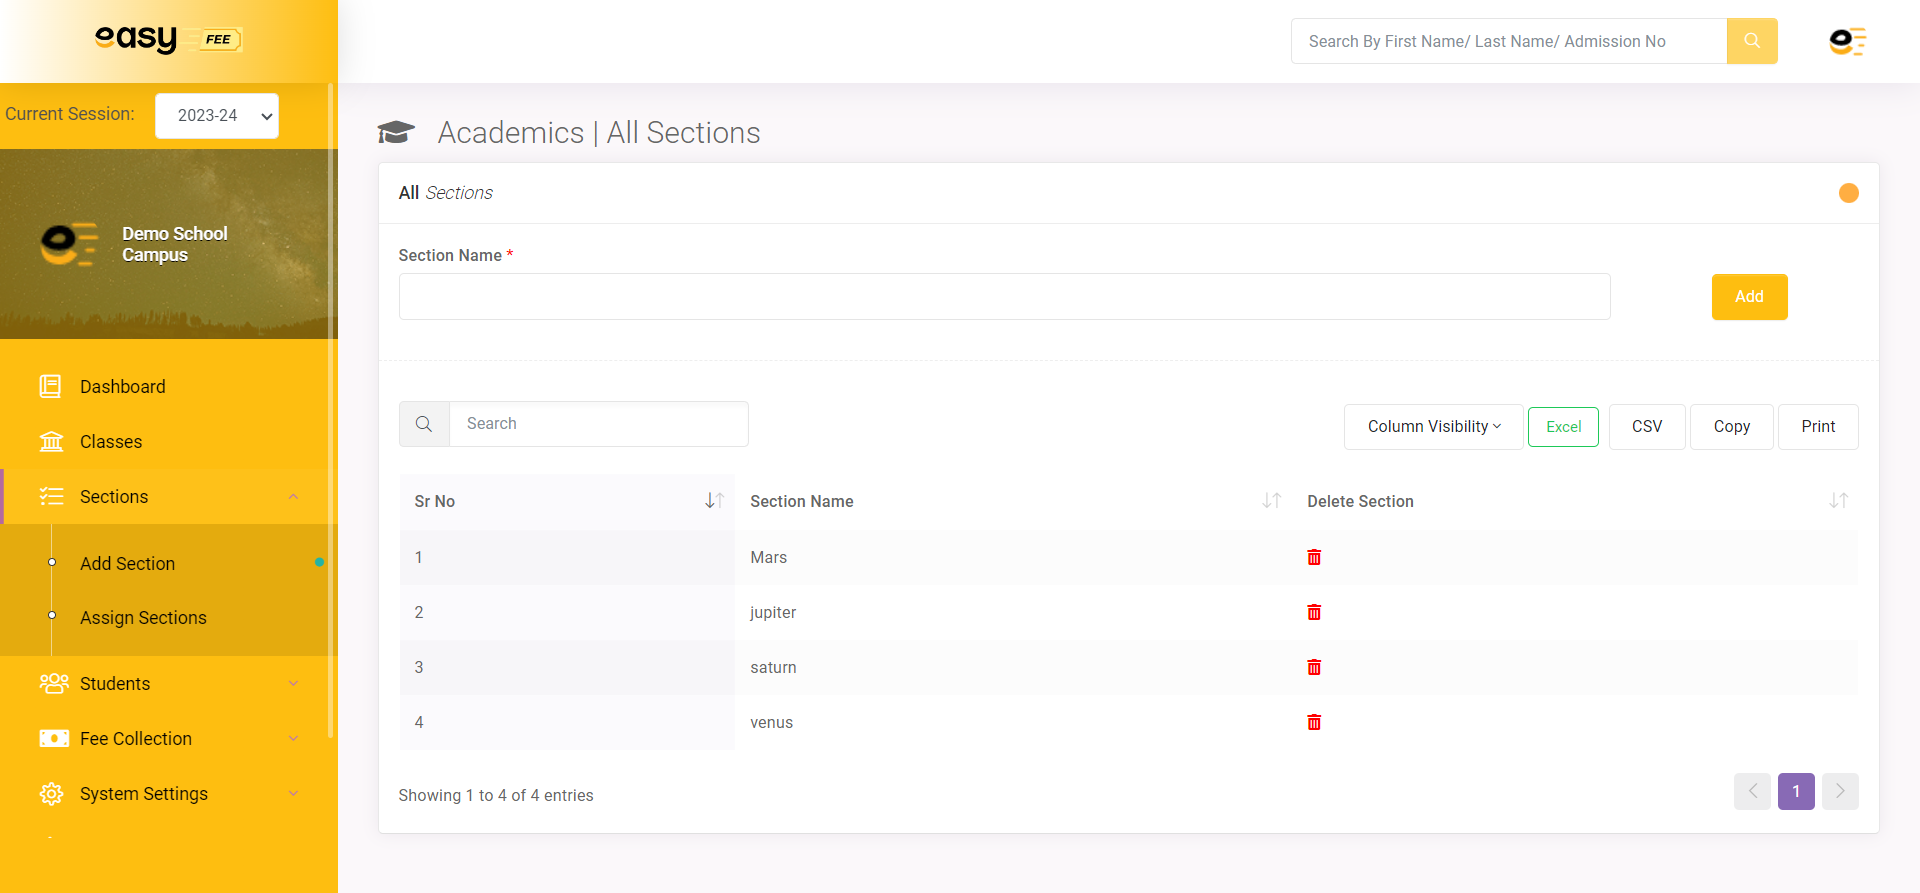 easy FEE
Search By First Name/ Last Name/ Admission No
Current Session: 2023-24
Demo School
Campus
Dashboard
Classes
Sections
Add Section
Assign Sections
Students
Fee Collection
System Settings
Academics | All Sections
All Sections
Section Name *
Add
Search
Column Visibility Excel CSV Copy Print
Sr No Section Name Delete Section
1 Mars
2 jupiter
3 saturn
4 venus
Showing 1 to 4 of 4 entries
1